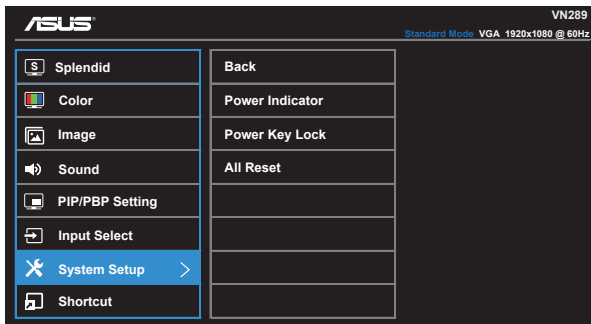 ASUS
VN289
Standard Mode VGA 1920x1080 @ 60Hz
S Splendid
Color
Image
Sound
PIP/PBP Setting
Input Select
System Setup
Shortcut
Back
Power Indicator
Power Key Lock
All Reset